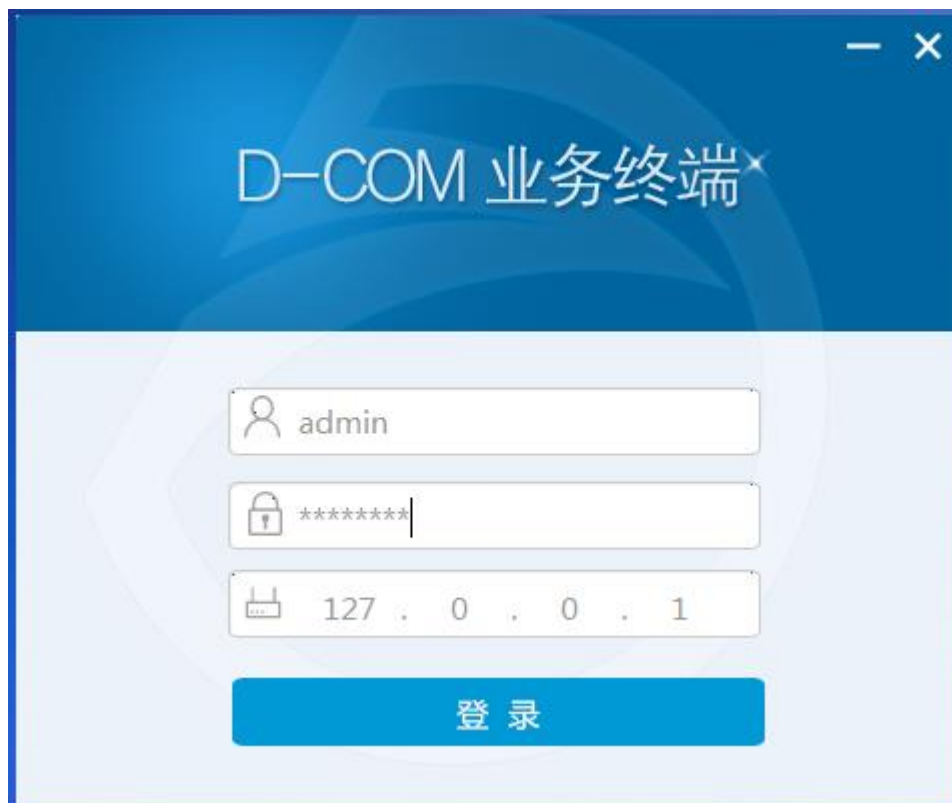 D-COM 业务终端
admin
********
127 . 0 . 0 . 1
登 录